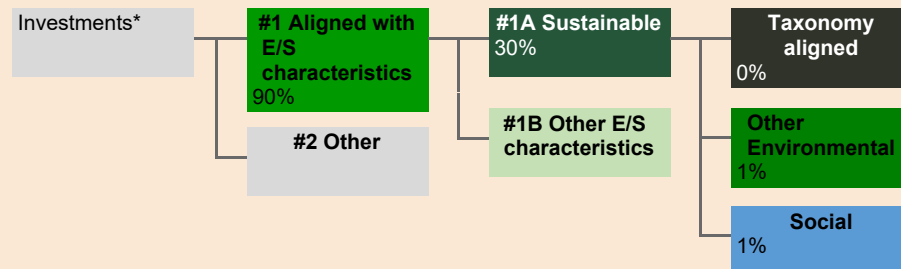 Investments*
#1 Aligned with
E/S
characteristics
90%
#2 Other
#1A Sustainable
30%
#1B Other E/S
characteristics
Taxonomy
aligned
0%
Other
Environmental
1%
Social
1%